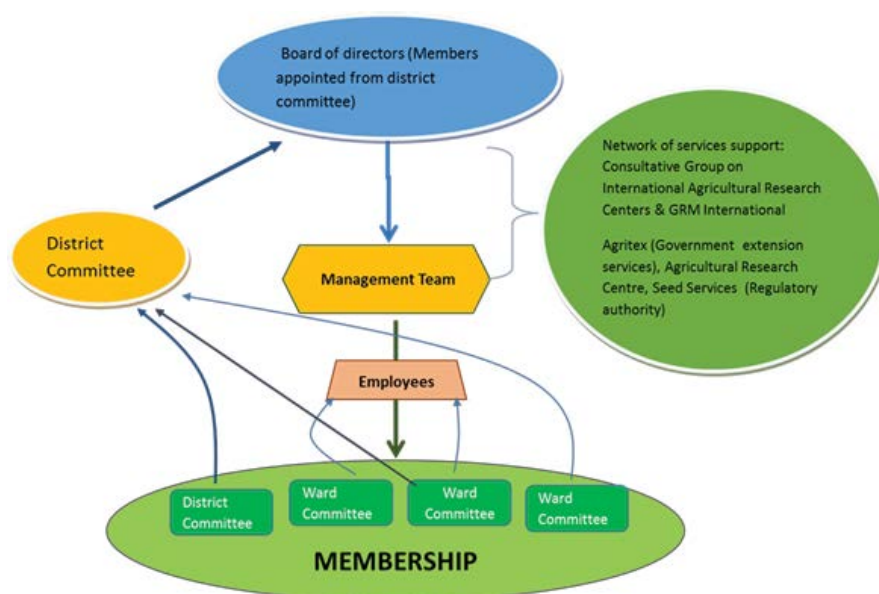 Board of directors (Members
appointed from district
committee)
Network of services support:
Consultative Group on
International Agricultural Research
Centers & GRM International
Agritex (Government extension
services), Agricultural Research
Centre, Seed Services (Regulatory
authority)
District
Committee
Management Team
Employees
District
Committee
Ward
Committee
Ward
Committee
Ward
Committee
MEMBERSHIP